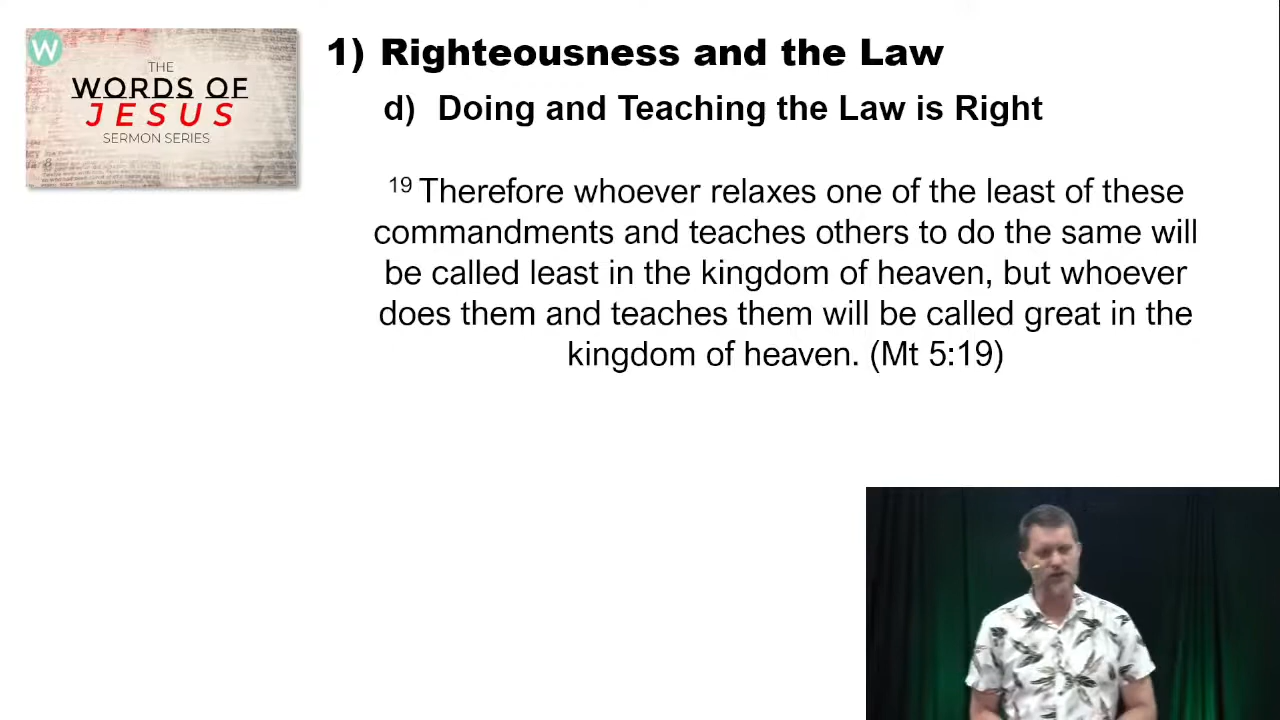 W
THE
WORDS OF
JESUS
SERMON SERIES
1) Righteousness and the Law
d) Doing and Teaching the Law is Right
19 Therefore whoever relaxes one of the least of these
commandments and teaches others to do the same will
be called least in the kingdom of heaven, but whoever
does them and teaches them will be called great in the
kingdom of heaven. (Mt 5:19)